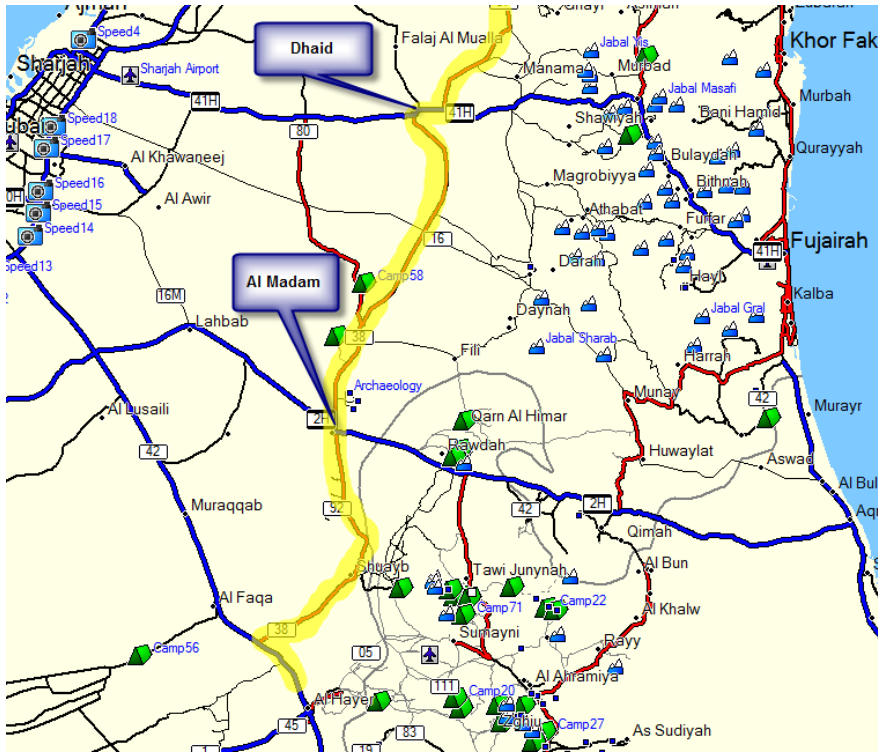 Ajman
Speed4
Sharjah
Sharjah Airport
41H
Dhaid
Falaj Al Mualla
Manama
Jabal Yis
Murbad
Khor Fak
Jabal Masafi
Murbah
41H
Bani Hamid
80
Shawiyah
Speed18
Speed17
Qurayyah
Al Khawaneej
Bulaydah
Magrobiyya
Bithnah
Speed16
Al Awir
Speed15
Athabat
Furfar
Speed14
16
41H
Fujairah
Speed13
Darah
Hayl
Al Madam
Camp58
16M
Kalba
Daynah
Jabal Gral
Lahbab
38
Jabal Sharab
Fili
Harrah
Archaeology
42
Munay
Al Lusaili
2H
Qarn Al Himar
Murayr
42
Rawdah
Huwaylat
Aswad
Al Bul
Muraqqab
92
42
2H
Aqr
Qimah
Shuayb
Tawi Junynah
Al Bun
Al Faqa
Camp71
Camp22
Al Khalw
38
Sumayni
Rayy
Camp56
05
Al Ahramiya
Al Hayer
111
Camp20
45
83
Camp27
As Sudiyah
1
19